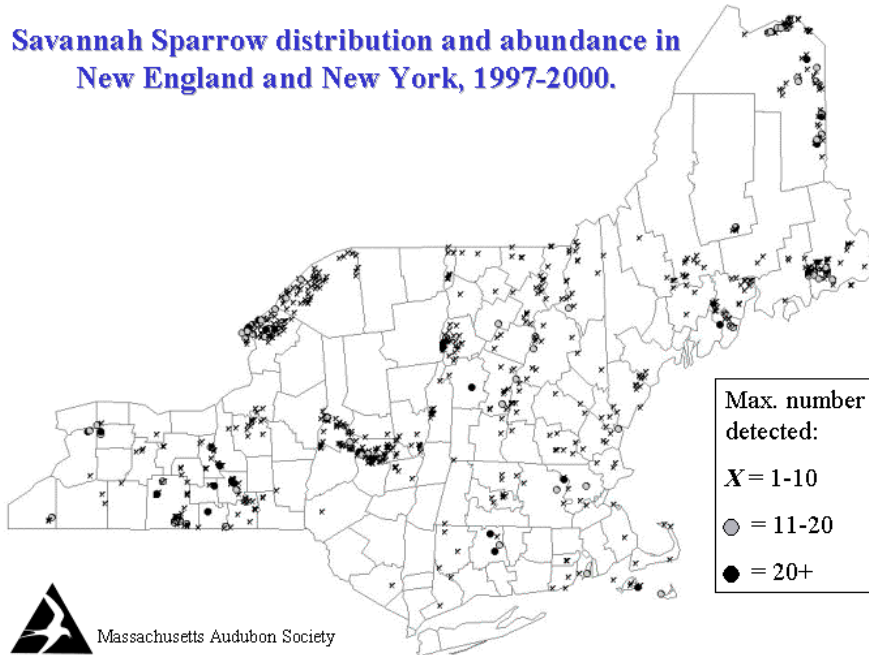 Savannah Sparrow distribution and abundance in
New England and New York, 1997-2000.
Max. number
detected:
X = 1-10
= 11-20
= 20+
Massachusetts Audubon Society